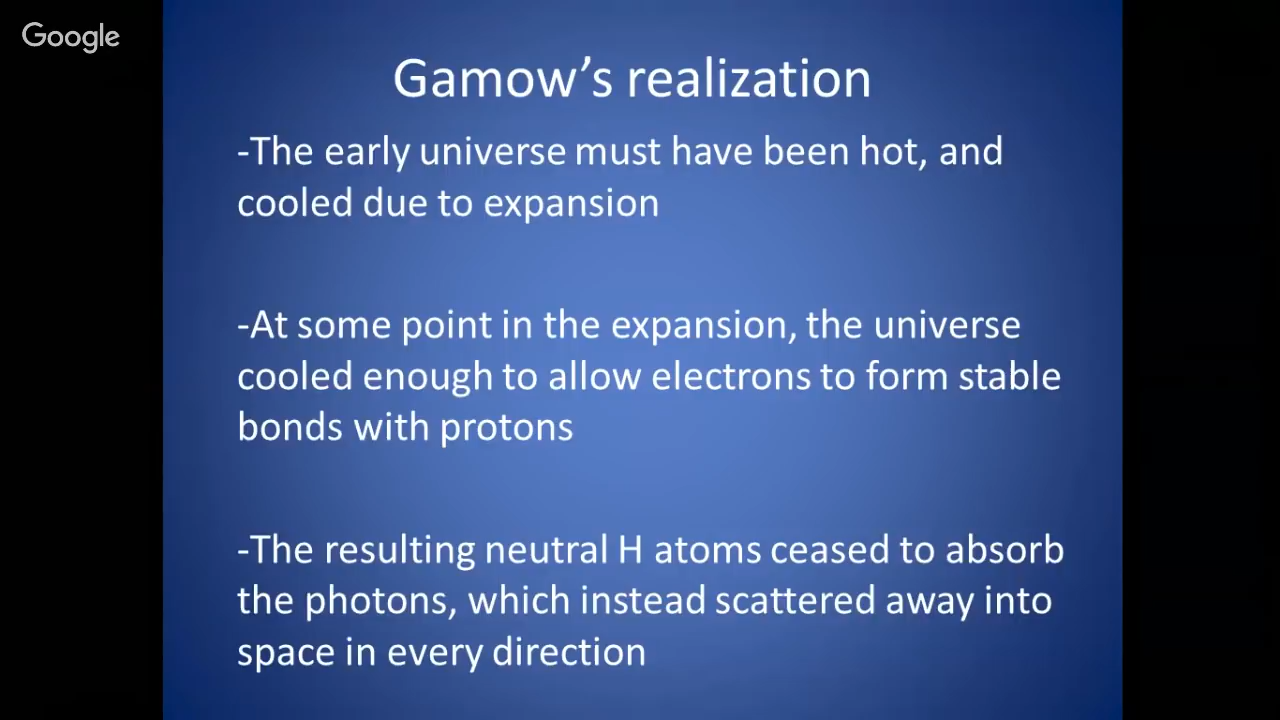 Google
Gamow’s realization
-The early universe must have been hot, and
cooled due to expansion
-At some point in the expansion, the universe
cooled enough to allow electrons to form stable
bonds with protons
-The resulting neutral H atoms ceased to absorb
the photons, which instead scattered away into
space in every direction